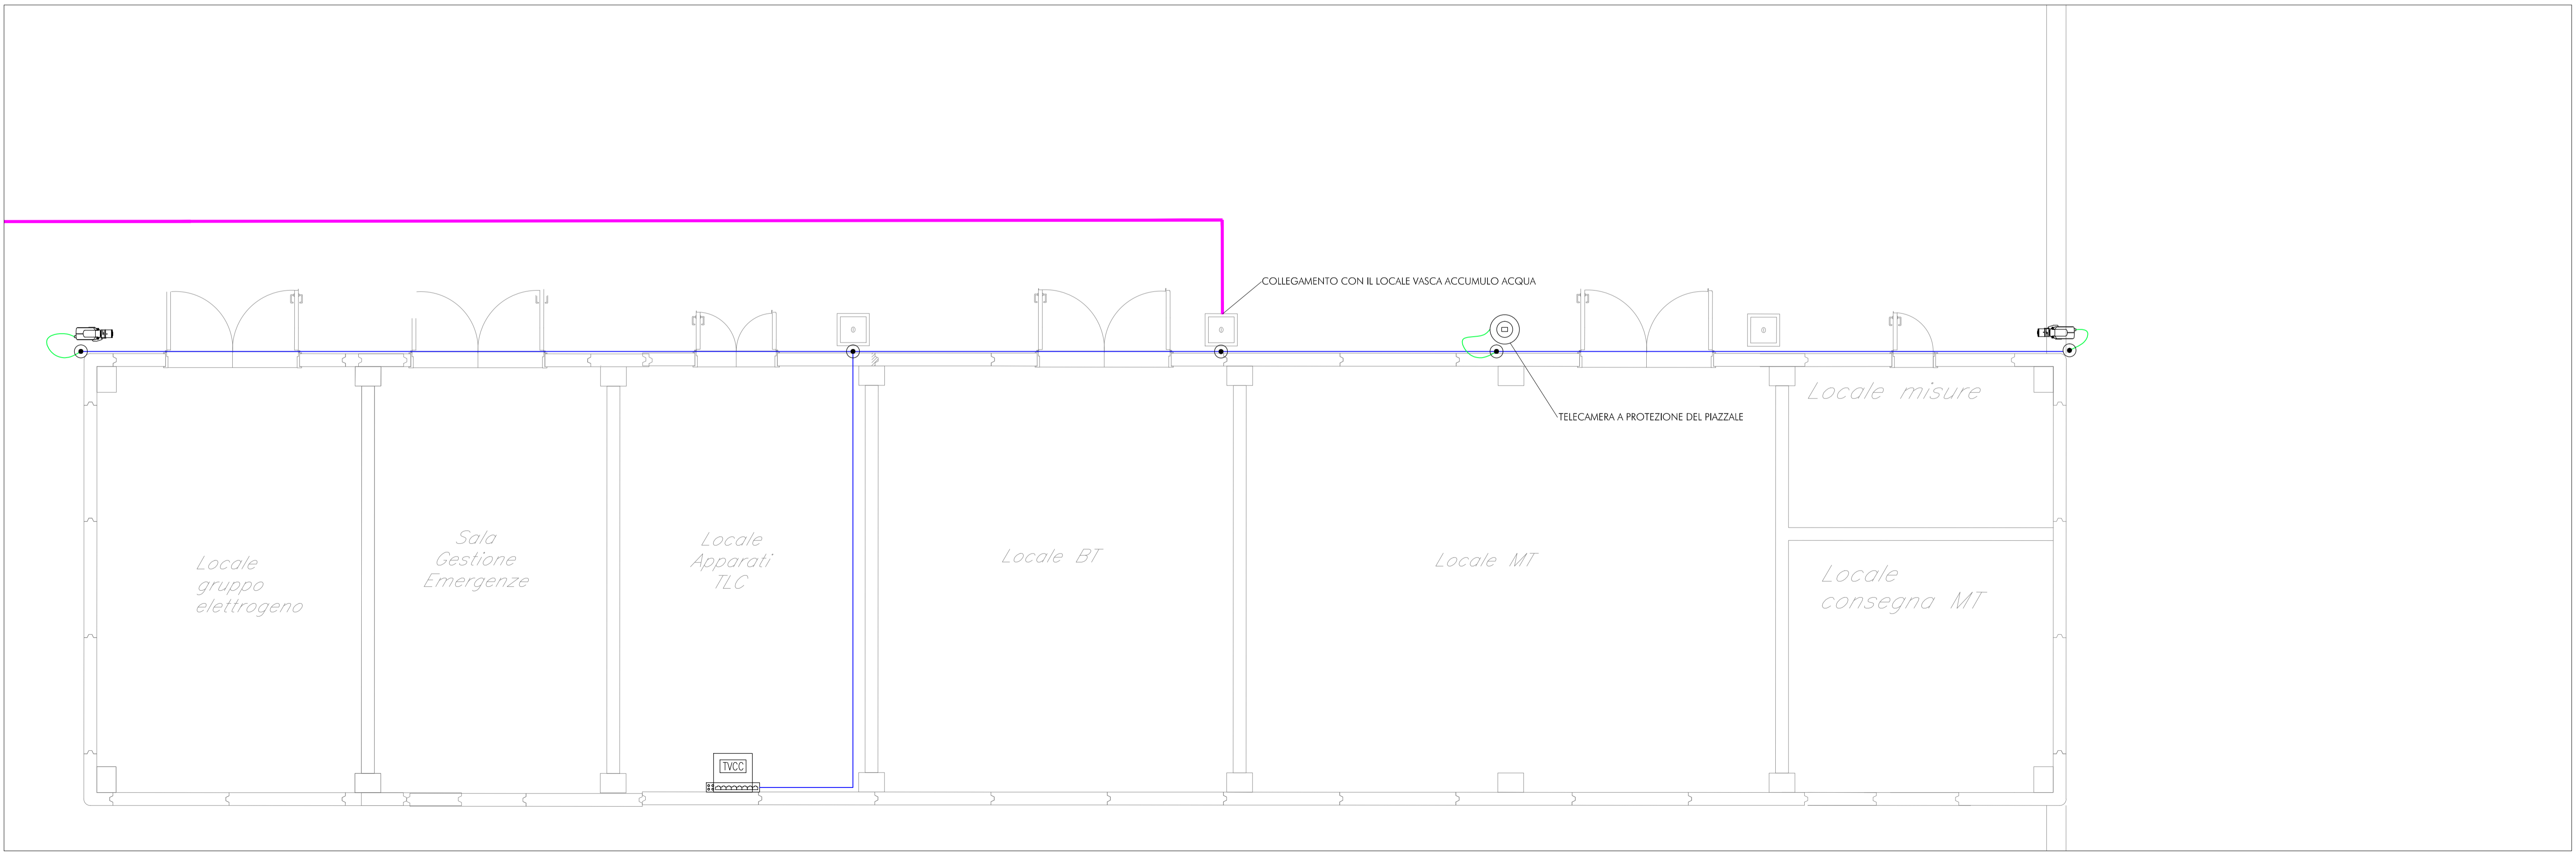 COLLEGAMENTO CON IL LOCALE VASCA ACCUMULO ACQUA
TELECAMERA A PROTEZIONE DEL PIAZZALE
Locale misure
Locale
gruppo
elettrogeno
Sala
Gestione
Emergenze
Locale
Apparati
TLC
Locale BT
Locale MT
Locale
consegna MT
TVCC